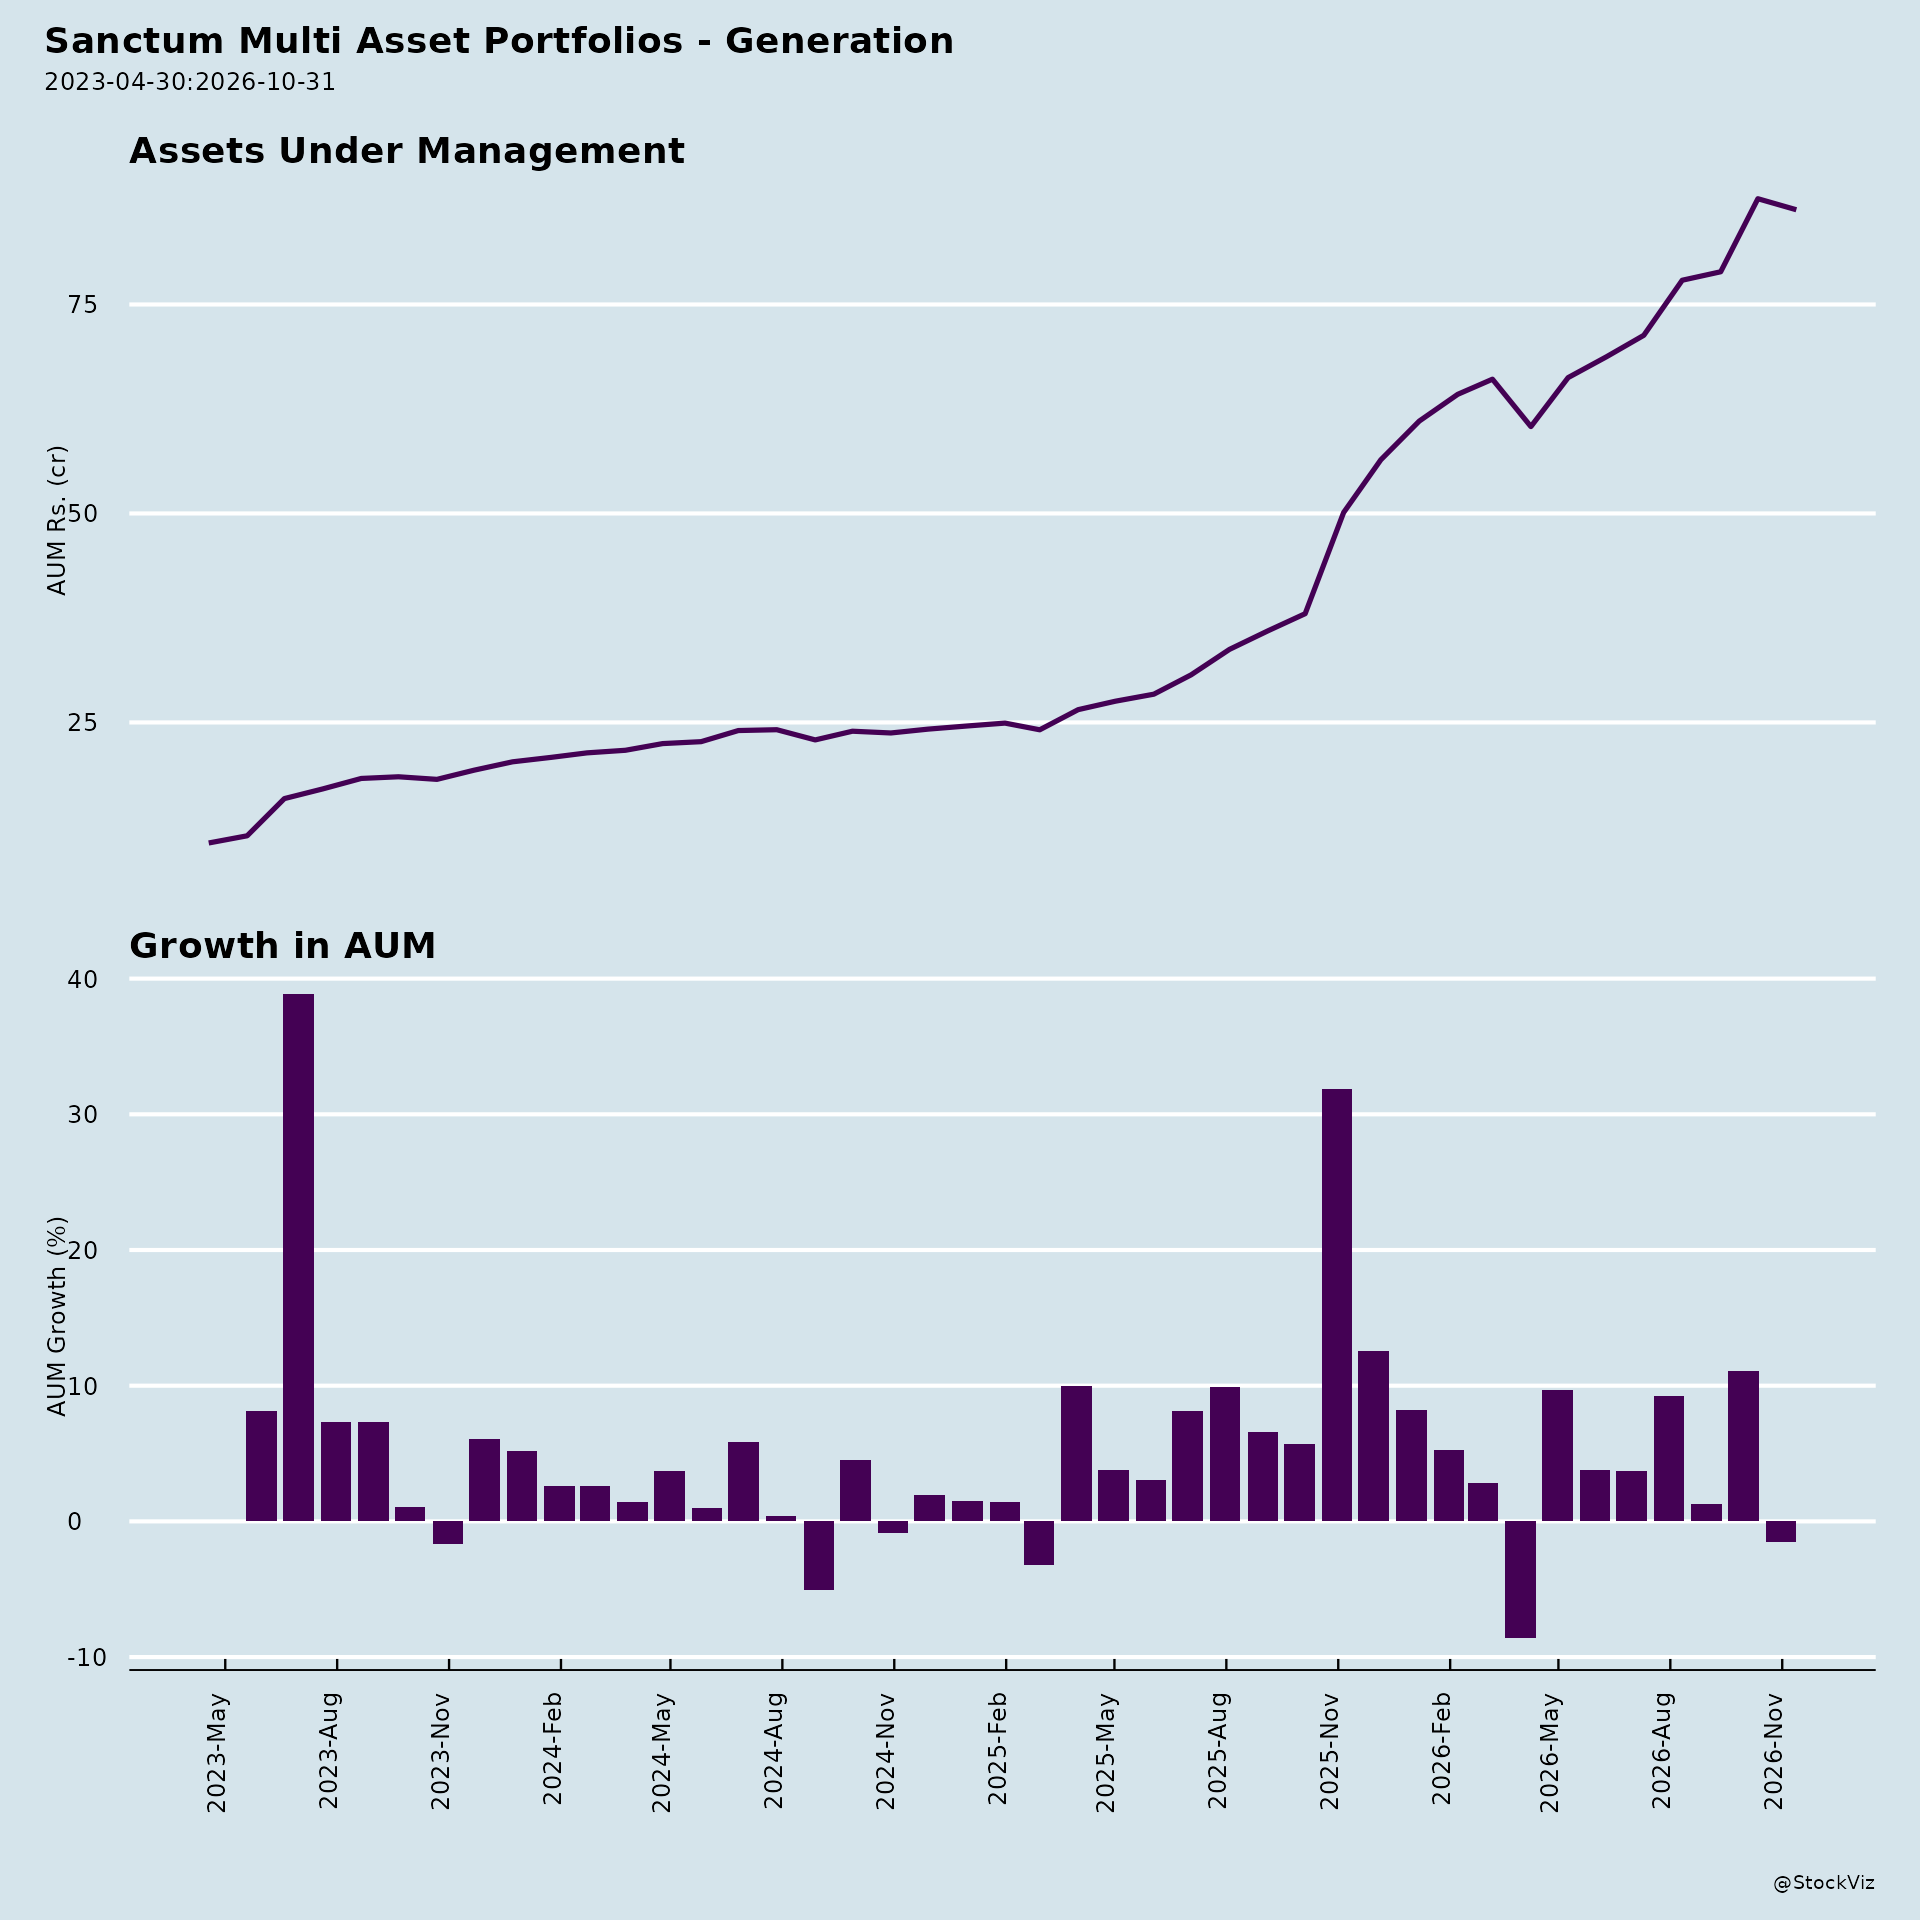 Sanctum Multi Asset Portfolios - Generation
2023-04-30:2026-10-31
Assets Under Management
AUM Rs. (cr)
75
50
25
Growth in AUM
AUM Growth (%)
40
30
20
10
0
-10
2023-May
2023-Aug
2023-Nov
2024-Feb
2024-May
2024-Aug
2024-Nov
2025-Feb
2025-May
2025-Aug
2025-Nov
2026-Feb
2026-May
2026-Aug
2026-Nov
@StockViz